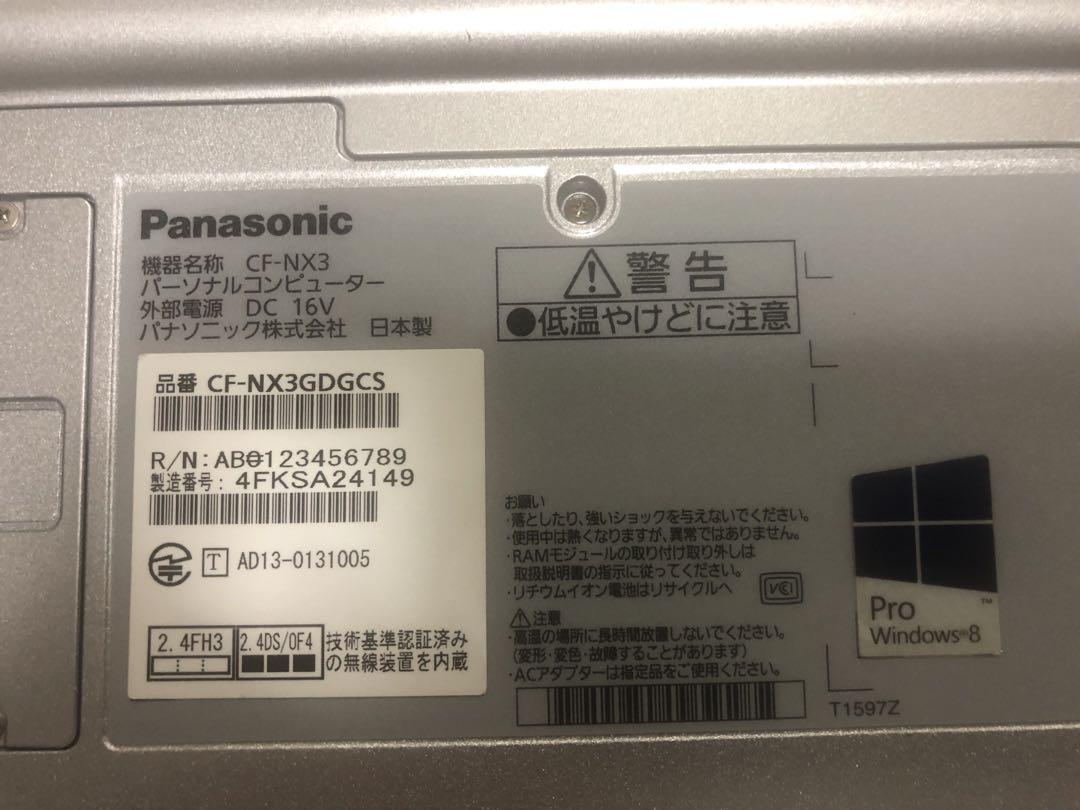 Panasonic
機器名称 CF-NX3
パーソナルコンピューター
外部電源 DC 16V
パナソニック株式会社 日本製
品番 CF-NX3GDGCS
R/N: AB0123456789
製造番号: 4FKSA24149
T AD13-0131005
2.4FH3
2.4DS/OF4
技術基準認証済み
の無線装置を内蔵
警告
●低温やけどに注意
お願い
・落としたり、強いショックを与えないでください。
・使用中は熱くなりますが、異常ではありません。
・RAMモジュールの取り付け取り外しは
取扱説明書の指示に従ってください。
・リチウムイオン電池はリサイクルへ
VCI
注意
・高温の場所に長時間放置しないでください。
(変形・変色・故障することがあります)
・ACアダプターは指定品をご使用ください。
T1597Z
Pro ™
Windows®8